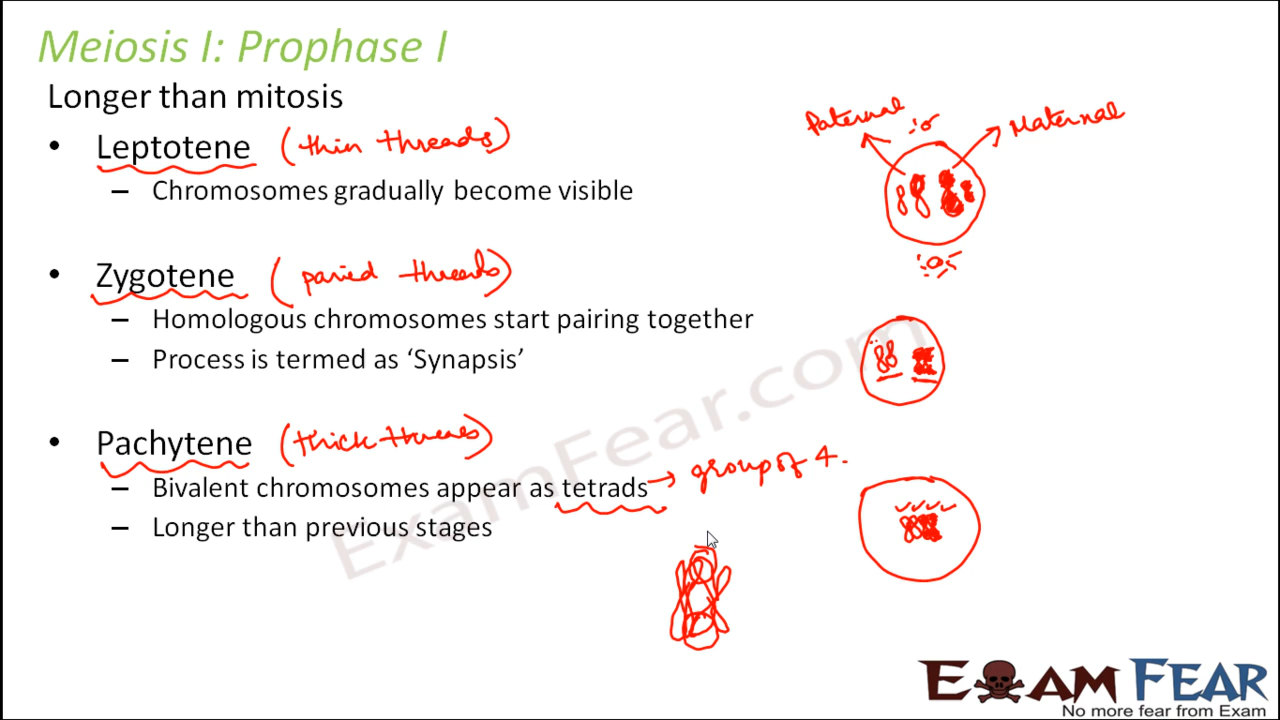 Meiosis I: Prophase I
Longer than mitosis
Paternal
Maternal
• Leptotene (thin threads)
– Chromosomes gradually become visible
• Zygotene (paried threads)
– Homologous chromosomes start pairing together
– Process is termed as ‘Synapsis’
• Pachytene (thick threads)
– Bivalent chromosomes appear as tetrads → group of 4.
– Longer than previous stages
ExamFear.com
EXAM FEAR
No more fear from Exam